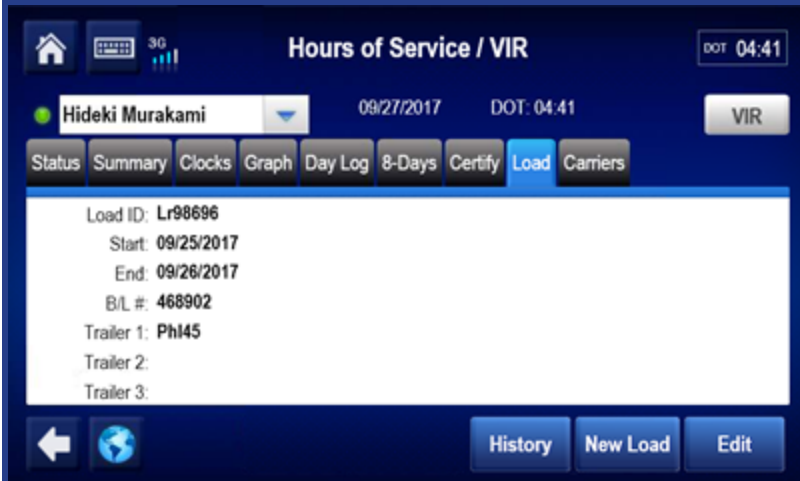 3G
Hours of Service / VIR
DOT 04:41
Hideki Murakami
09/27/2017
DOT: 04:41
VIR
Status Summary Clocks Graph Day Log 8-Days Certify Load Carriers
Load ID: Lr98696
Start: 09/25/2017
End: 09/26/2017
B/L #: 468902
Trailer 1: Phl45
Trailer 2:
Trailer 3:
History New Load Edit